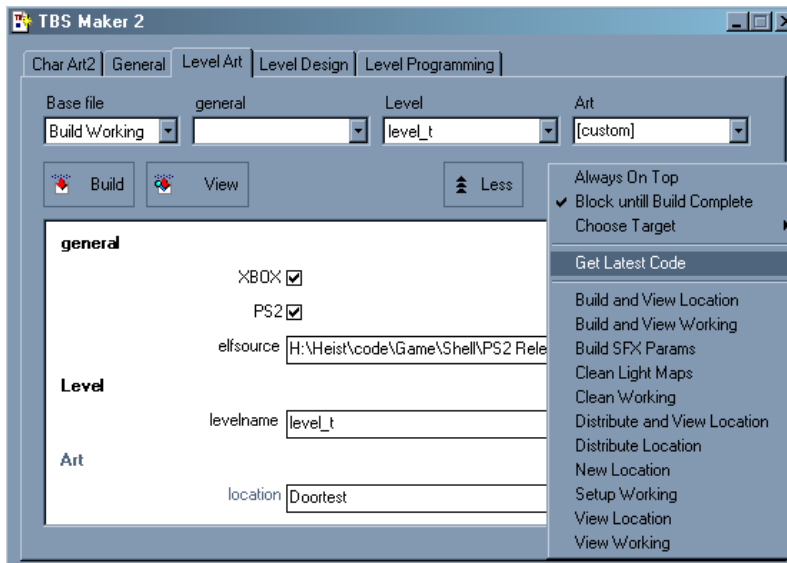 TBS Maker 2
Char Art2 General Level Art Level Design Level Programming
Base file general Level Art
Build Working level_t [custom]
Build View Less
general
XBOX
PS2
elfsource H:\Heist\code\Game\Shell\PS2 Rele
Level
levelname level_t
Art
location Doortest
Always On Top
Block untill Build Complete
Choose Target
Get Latest Code
Build and View Location
Build and View Working
Build SFX Params
Clean Light Maps
Clean Working
Distribute and View Location
Distribute Location
New Location
Setup Working
View Location
View Working